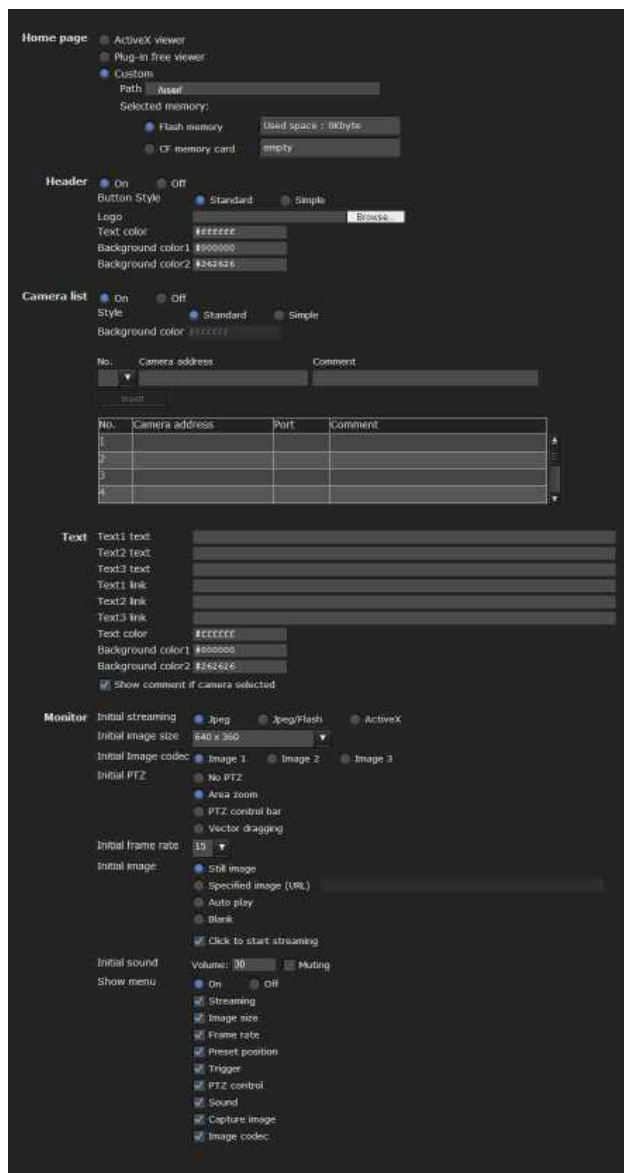 Home page ActiveX viewer
Plug-in free viewer
Custom
Path /user/
Selected memory:
Flash memory Used space : 0Kbyte
CF memory card empty
Header On Off
Button Style Standard Simple
Logo Browse...
Text color #ffffff
Background color1 #000000
Background color2 #262626
Camera list On Off
Style Standard Simple
Background color #ffffff
No. Camera address Comment
Insert
No. Camera address Port Comment
1
2
3
4
Text Text1 text
Text2 text
Text3 text
Text1 link
Text2 link
Text3 link
Text color #cccccc
Background color1 #000000
Background color2 #262626
Show comment if camera selected
Monitor Initial streaming Jpeg Jpeg/Flash ActiveX
Initial image size 640 x 360
Initial Image codec Image 1 Image 2 Image 3
Initial PTZ No PTZ
Area zoom
PTZ control bar
Vector dragging
Initial frame rate 15
Initial image Still image
Specified image (URL)
Auto play
Blank
Click to start streaming
Initial sound Volume: 30 Muting
Show menu On Off
Streaming
Image size
Frame rate
Preset position
Trigger
PTZ control
Sound
Capture image
Image codec